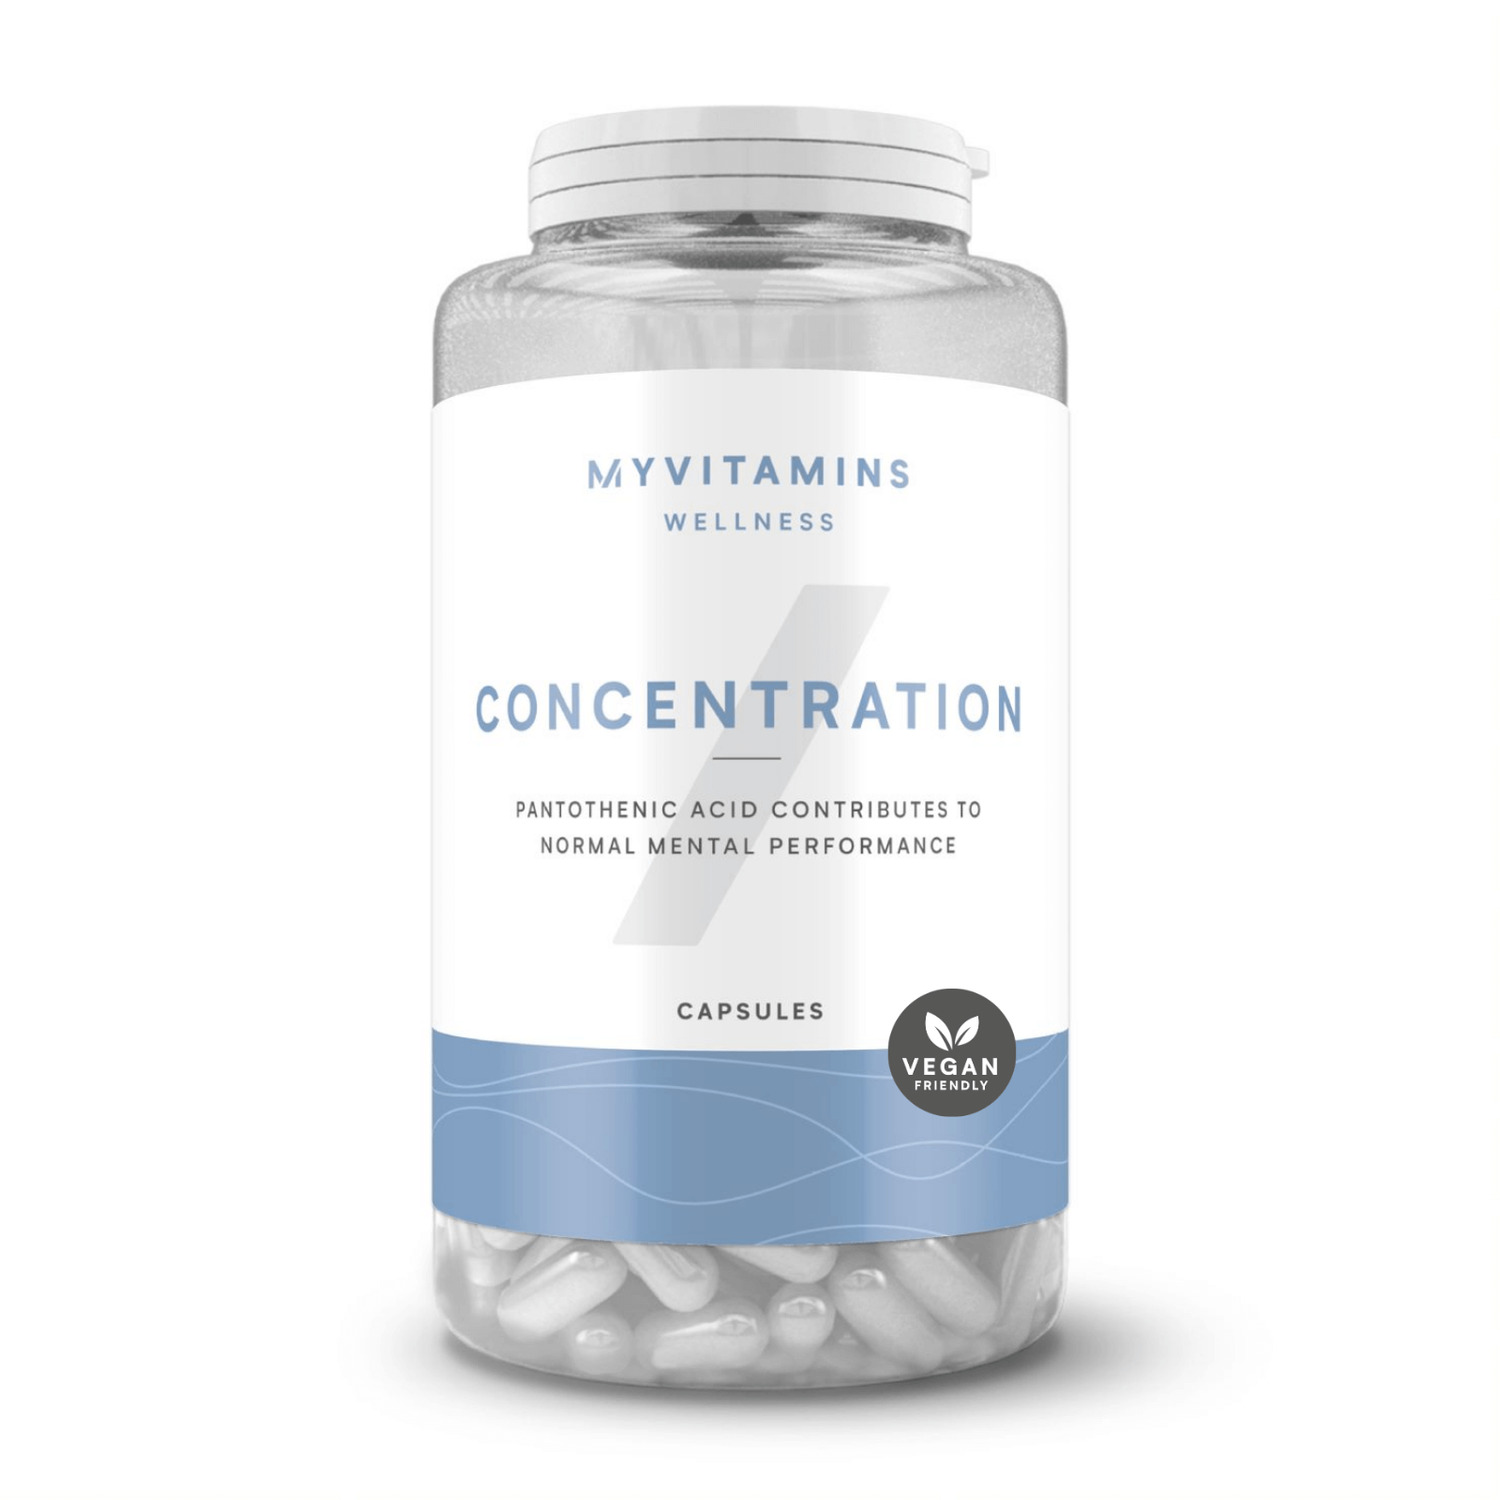 MYVITAMINS
WELLNESS
CONCENTRATION
PANTOTHENIC ACID CONTRIBUTES TO
NORMAL MENTAL PERFORMANCE
CAPSULES
VEGAN
FRIENDLY